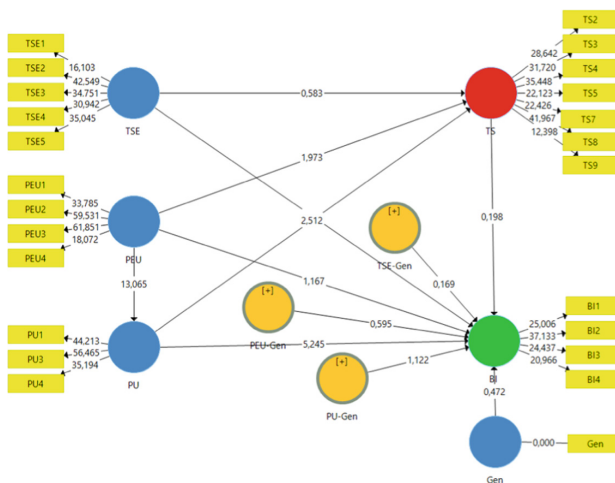 TSE1
TSE2
TSE3
TSE4
TSE5
16,103
42,549
34,751
30,942
35,045
TSE
0,583
TS2
TS3
TS4
TS5
TS7
TS8
TS9
28,642
31,720
35,448
22,123
22,426
41,967
12,398
TS
1,973
2,512
0,198
PEU1
PEU2
PEU3
PEU4
33,785
59,531
61,851
18,072
PEU
13,065
1,167
[+]
TSE-Gen
0,169
[+]
PEU-Gen
0,595
5,245
[+]
PU-Gen
1,122
PU1
PU3
PU4
44,213
56,465
35,194
PU
BI1
BI2
BI3
BI4
25,006
37,133
24,437
20,966
BI
0,472
Gen
0,000
Gen